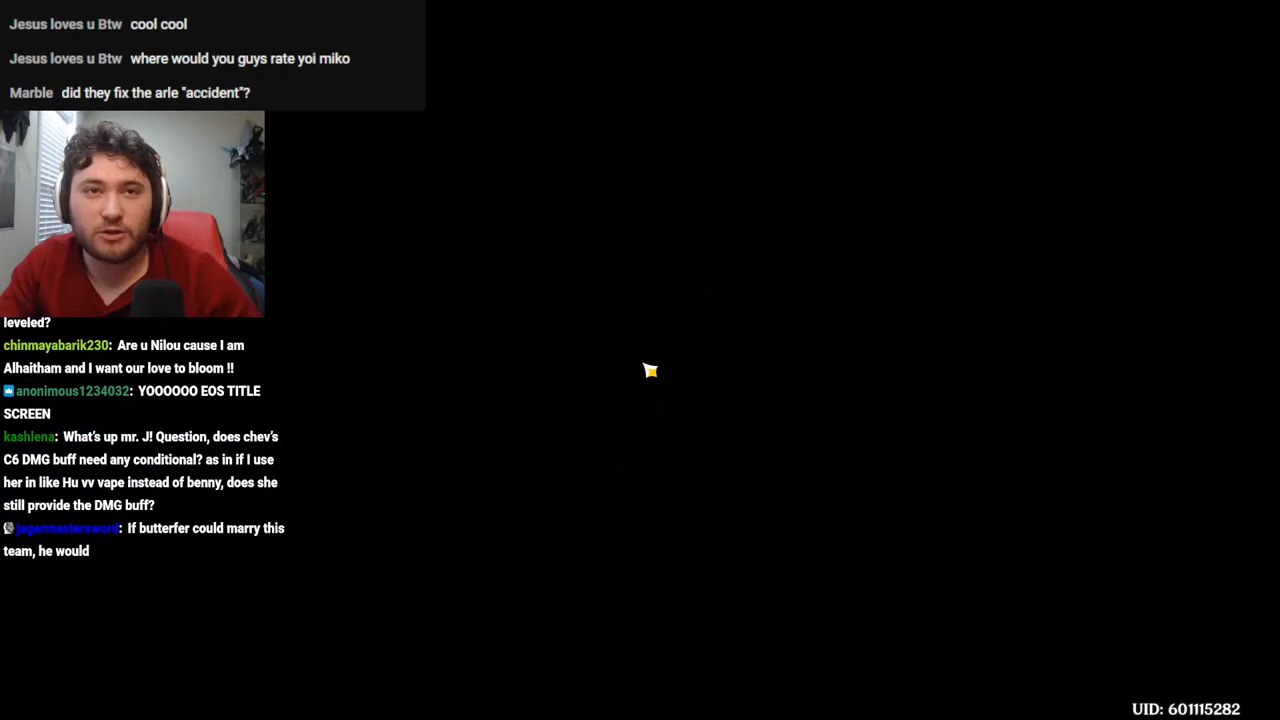 Jesus loves u Btw cool cool
Jesus loves u Btw where would you guys rate yoi miko
Marble did they fix the arle "accident"?
leveled?
chinmayabarik230: Are u Nilou cause I am
Alhaitham and I want our love to bloom !!
anonimous1234032: YOOOOOO EOS TITLE
SCREEN
kashlena: What's up mr. J! Question, does chev's
C6 DMG buff need any conditional? as in if I use
her in like Hu vv vape instead of benny, does she
still provide the DMG buff?
jagermastersword: If butterfer could marry this
team, he would
UID: 601115282